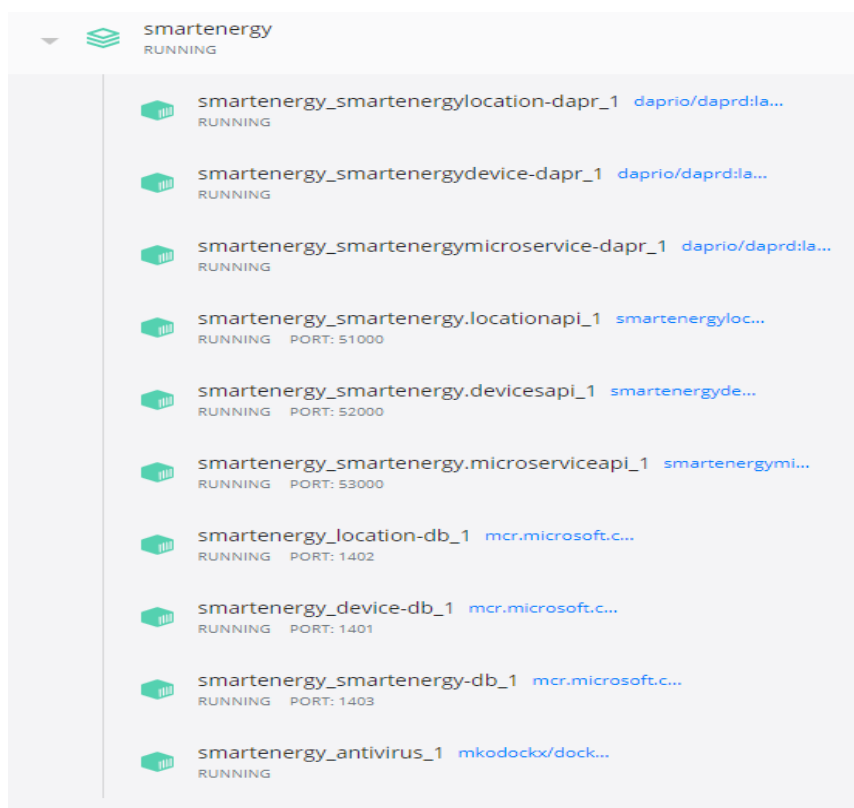 smartenergy
RUNNING
smartenergy_smartenergylocation-dapr_1 daprio/daprd:la...
RUNNING
smartenergy_smartenergydevice-dapr_1 daprio/daprd:la...
RUNNING
smartenergy_smartenergymicroservice-dapr_1 daprio/daprd:la...
RUNNING
smartenergy_smartenergy.locationapi_1 smartenergyloc...
RUNNING PORT: 51000
smartenergy_smartenergy.devicesapi_1 smartenergyde...
RUNNING PORT: 52000
smartenergy_smartenergy.microserviceapi_1 smartenergymi...
RUNNING PORT: 53000
smartenergy_location-db_1 mcr.microsoft.c...
RUNNING PORT: 1402
smartenergy_device-db_1 mcr.microsoft.c...
RUNNING PORT: 1401
smartenergy_smartenergy-db_1 mcr.microsoft.c...
RUNNING PORT: 1403
smartenergy_antivirus_1 mkodockx/dock...
RUNNING